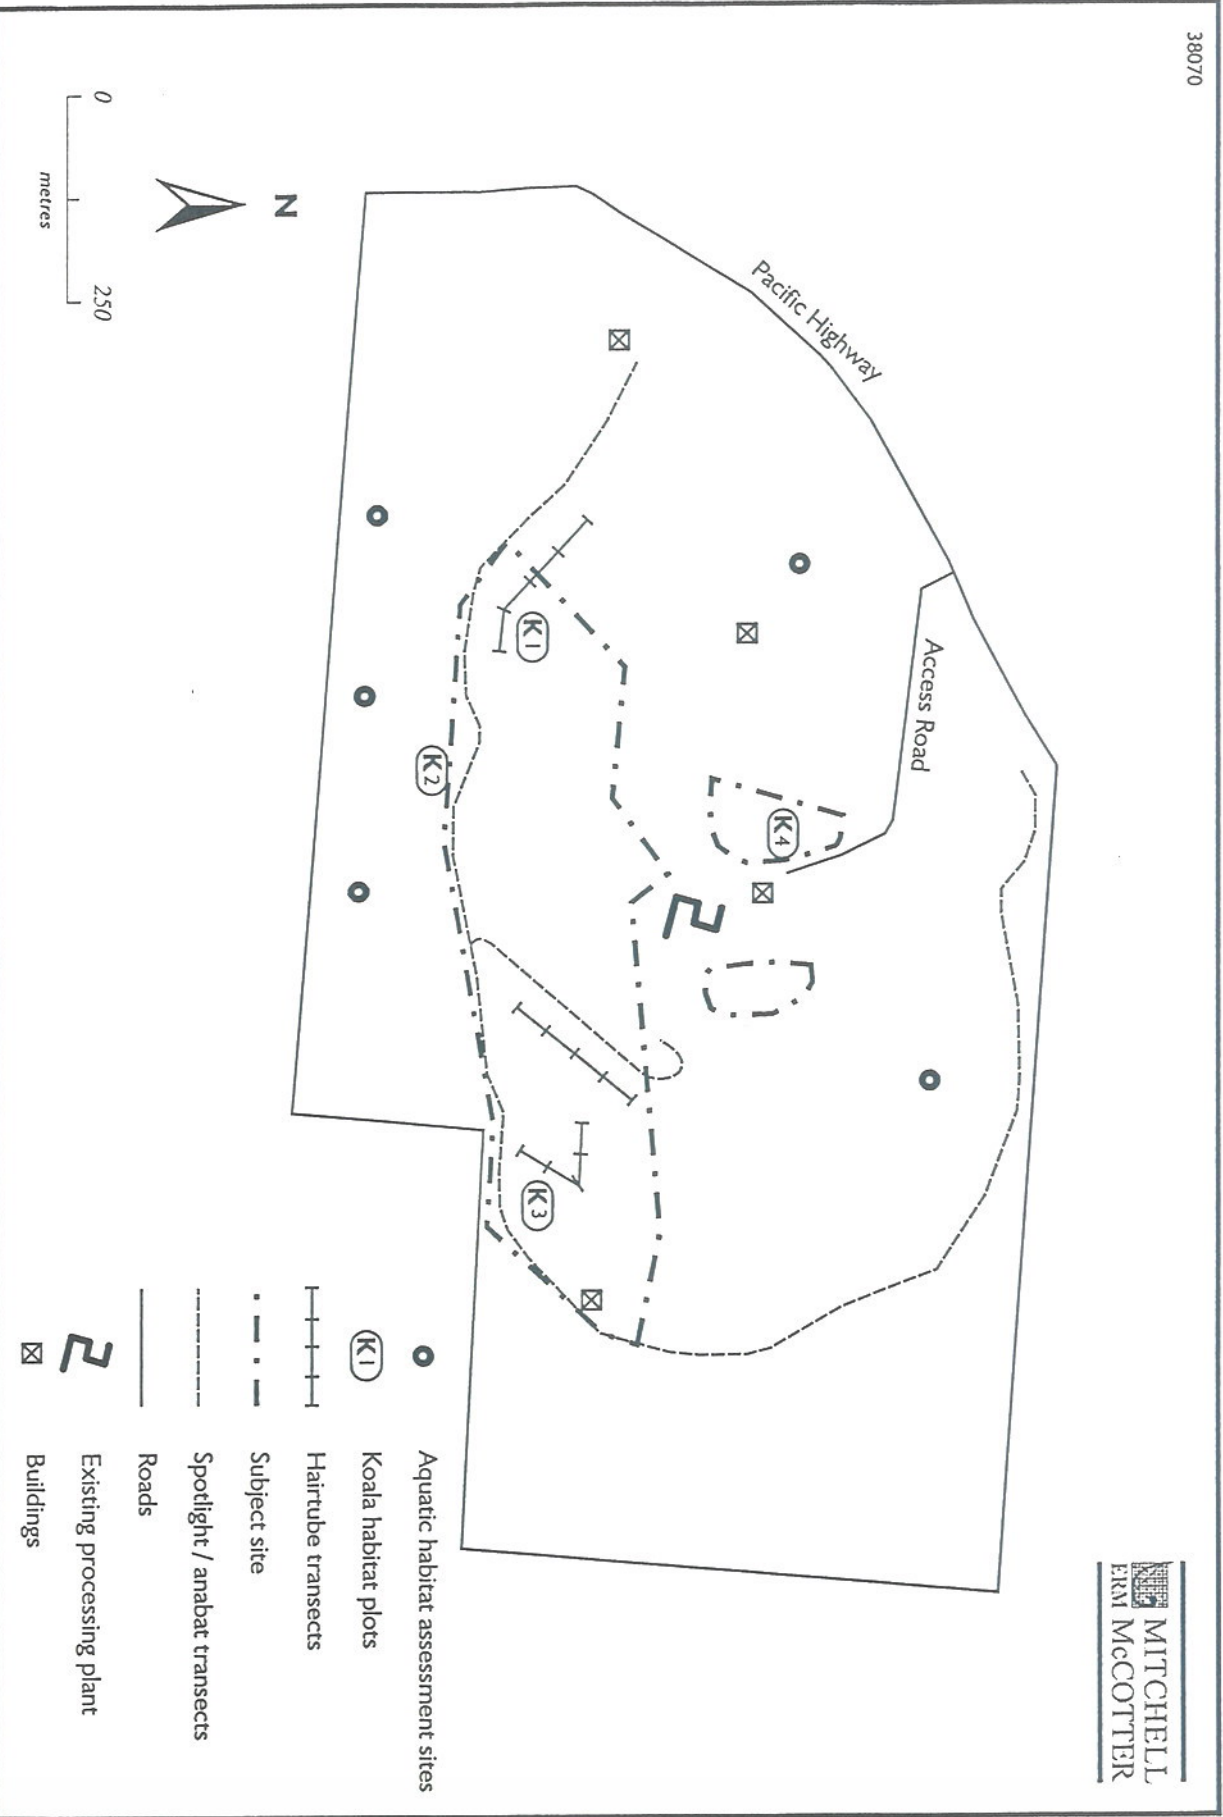 38070
MITCHELL
ERM McCOTTER
Pacific Highway
Access Road
K1
K2
K3
K4
N
0 250
metres
Aquatic habitat assessment sites
K1 Koala habitat plots
Hairtube transects
Subject site
Spotlight / anabat transects
Roads
Existing processing plant
Buildings